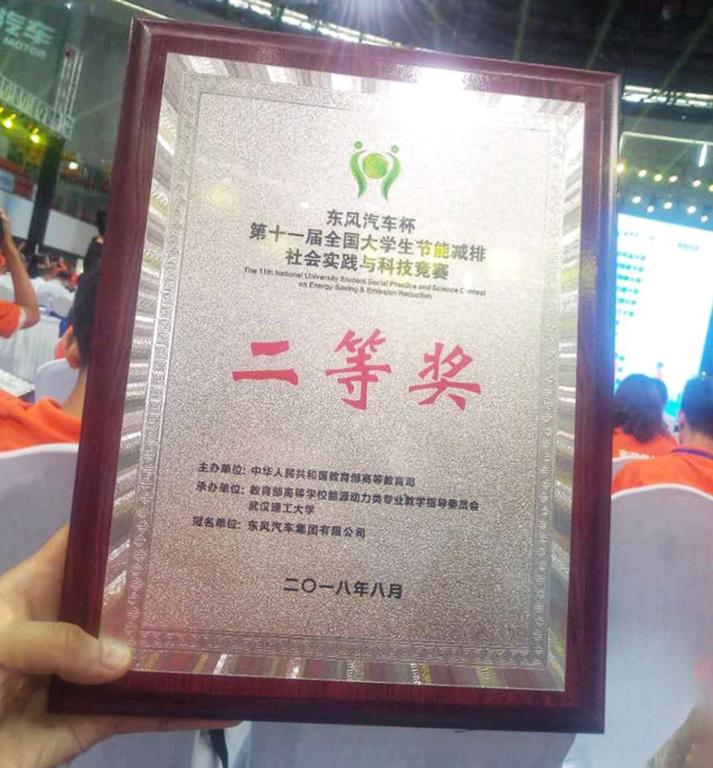 汽车
MOTOR
东风汽车杯
第十一届全国大学生节能减排
社会实践与科技竞赛
The 11th National University Student Social Practice and Science Contest
on Energy Saving & Emission Reduction
二等奖
主办单位: 中华人民共和国教育部高等教育司
承办单位: 教育部高等学校能源动力类专业教学指导委员会
武汉理工大学
冠名单位: 东风汽车集团有限公司
二〇一八年八月